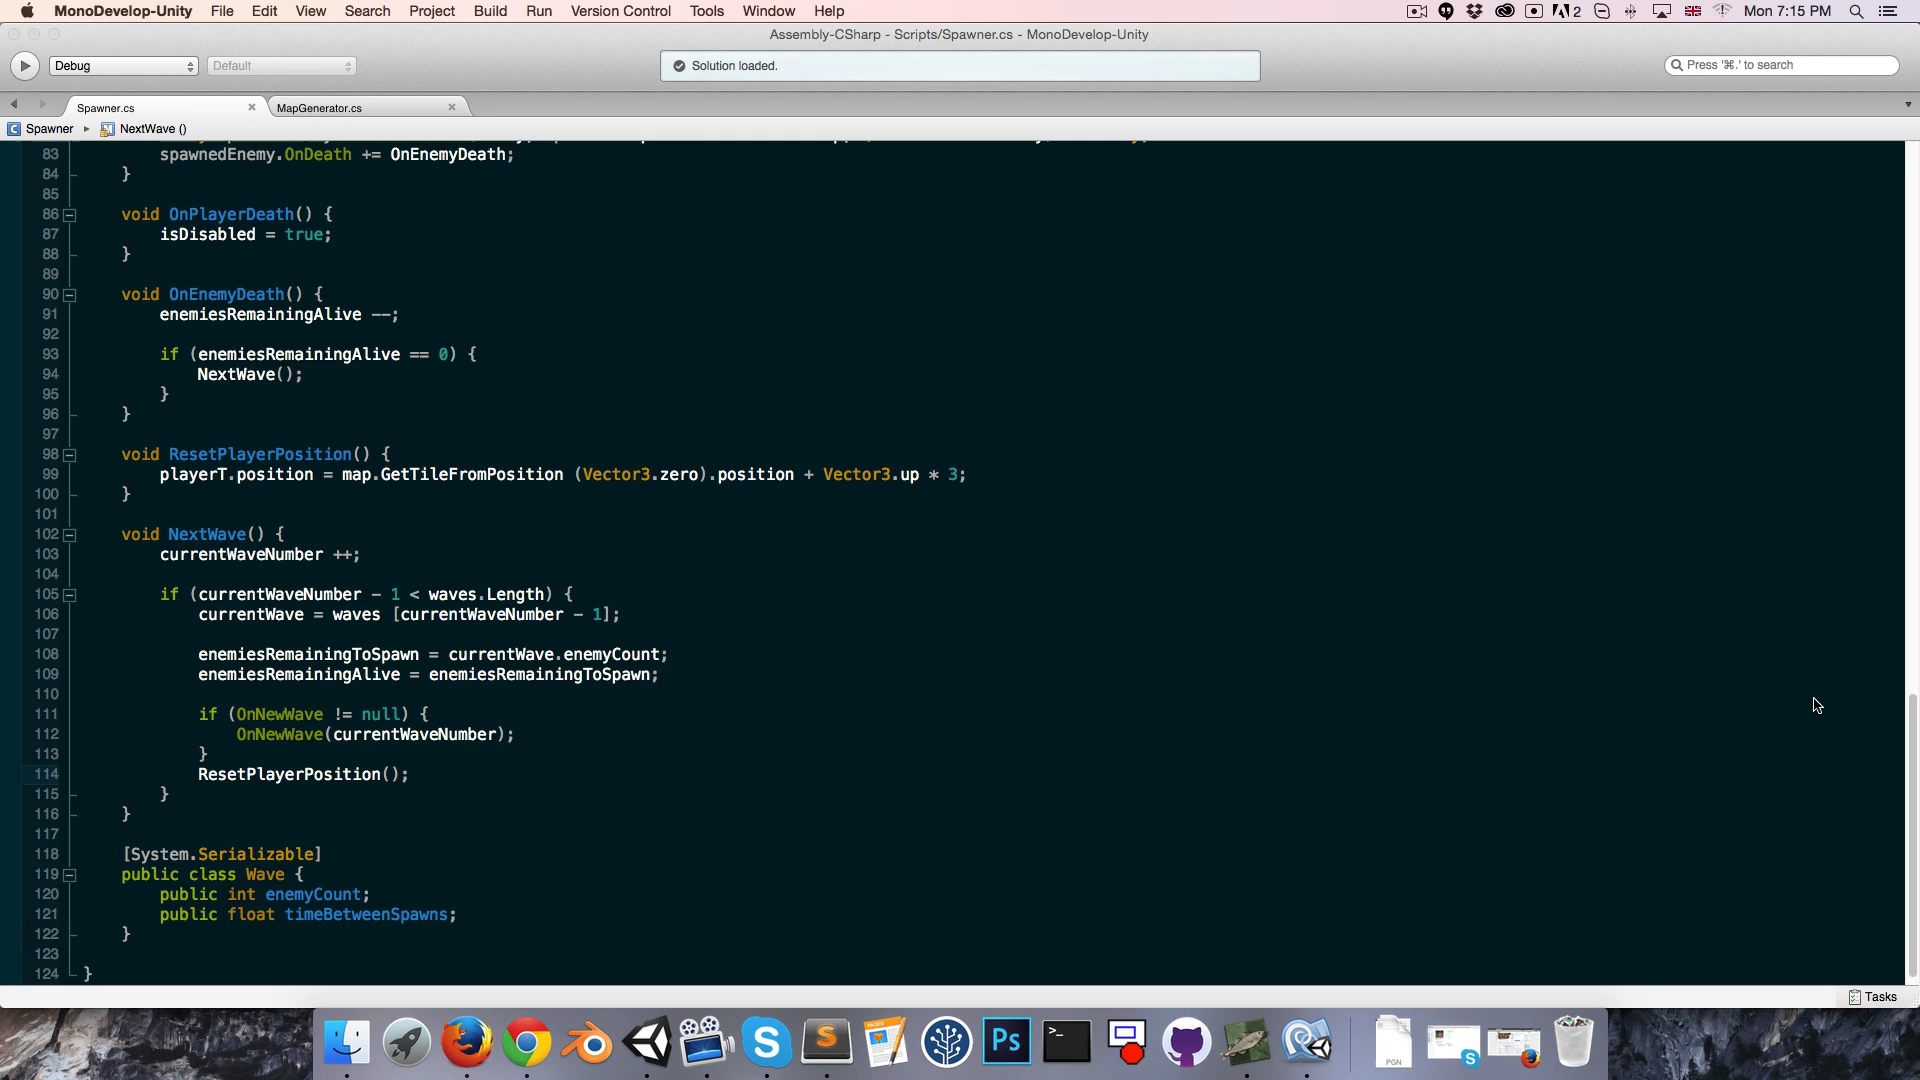 MonoDevelop-Unity File Edit View Search Project Build Run Version Control Tools Window Help 2 Mon 7:15 PM
Assembly-CSharp - Scripts/Spawner.cs - MonoDevelop-Unity
Debug Default Solution loaded. Press '⌘.' to search
Spawner.cs MapGenerator.cs
C Spawner NextWave ()
83 spawnedEnemy.OnDeath += OnEnemyDeath;
84 }
85
86 void OnPlayerDeath() {
87 isDisabled = true;
88 }
89
90 void OnEnemyDeath() {
91 enemiesRemainingAlive --;
92
93 if (enemiesRemainingAlive == 0) {
94 NextWave();
95 }
96 }
97
98 void ResetPlayerPosition() {
99 playerT.position = map.GetTileFromPosition (Vector3.zero).position + Vector3.up * 3;
100 }
101
102 void NextWave() {
103 currentWaveNumber ++;
104
105 if (currentWaveNumber - 1 < waves.Length) {
106 currentWave = waves [currentWaveNumber - 1];
107
108 enemiesRemainingToSpawn = currentWave.enemyCount;
109 enemiesRemainingAlive = enemiesRemainingToSpawn;
110
111 if (OnNewWave != null) {
112 OnNewWave(currentWaveNumber);
113 }
114 ResetPlayerPosition();
115 }
116 }
117
118 [System.Serializable]
119 public class Wave {
120 public int enemyCount;
121 public float timeBetweenSpawns;
122 }
123
124 }
Tasks
PAGES
Ps
PGN